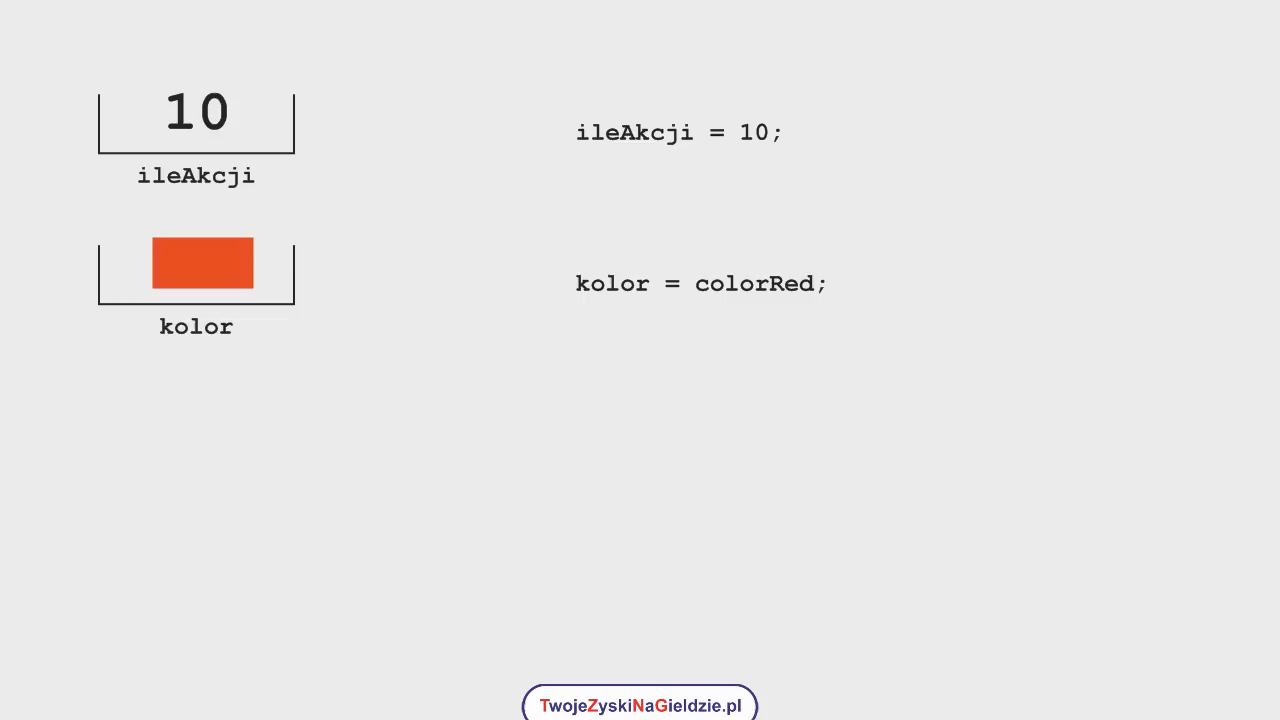 10
ileAkcji = 10;
ileAkcji
kolor = colorRed;
kolor
TwojeZyskiNaGieldzie.pl